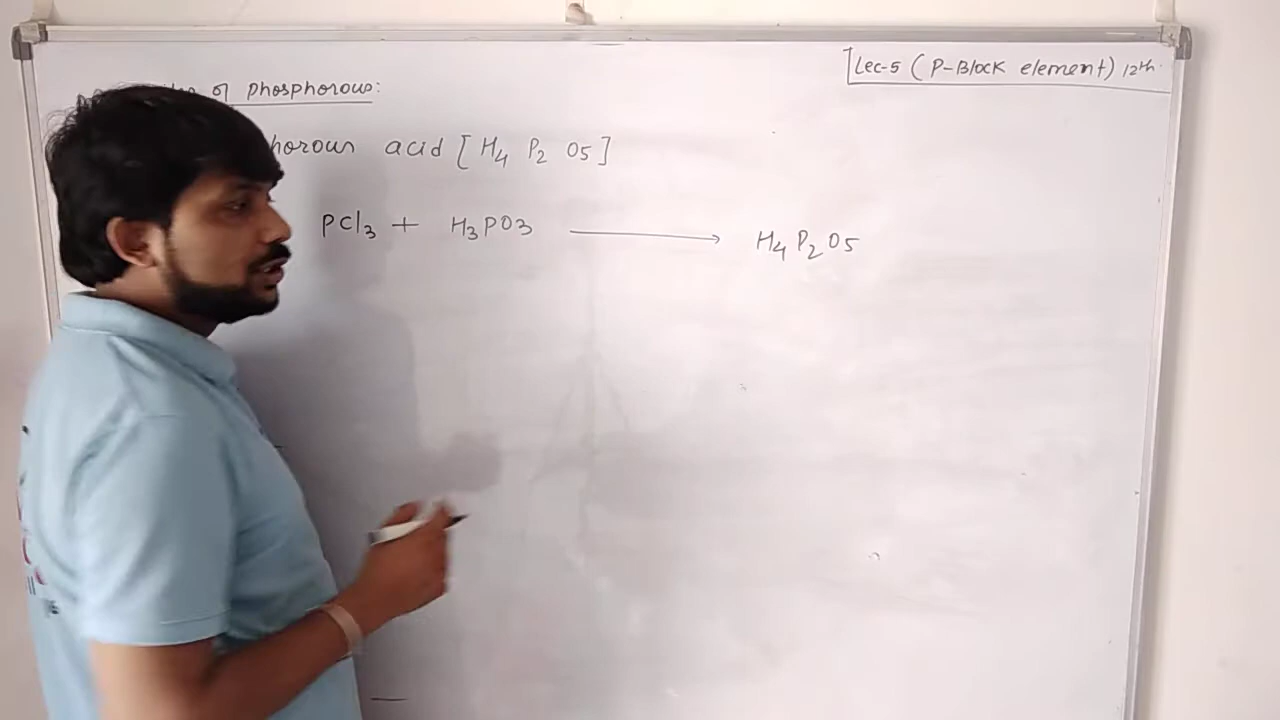 Lec-5 (P-Block element) 12th.
of Phosphorous:
horous acid [H4 P2 O5]
PCl3 + H3PO3 ⟶ H4P2O5